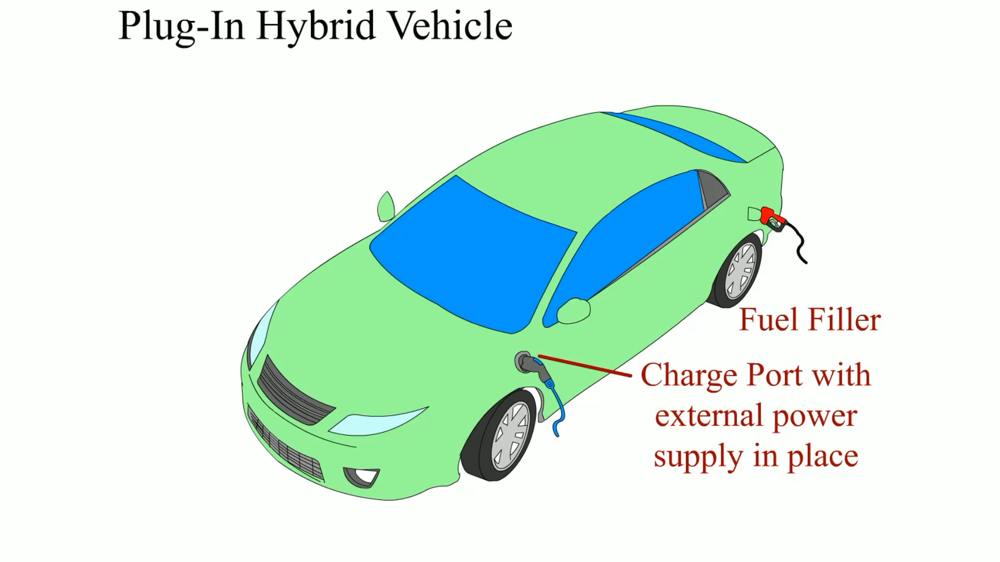 Plug-In Hybrid Vehicle
Fuel Filler
Charge Port with
external power
supply in place